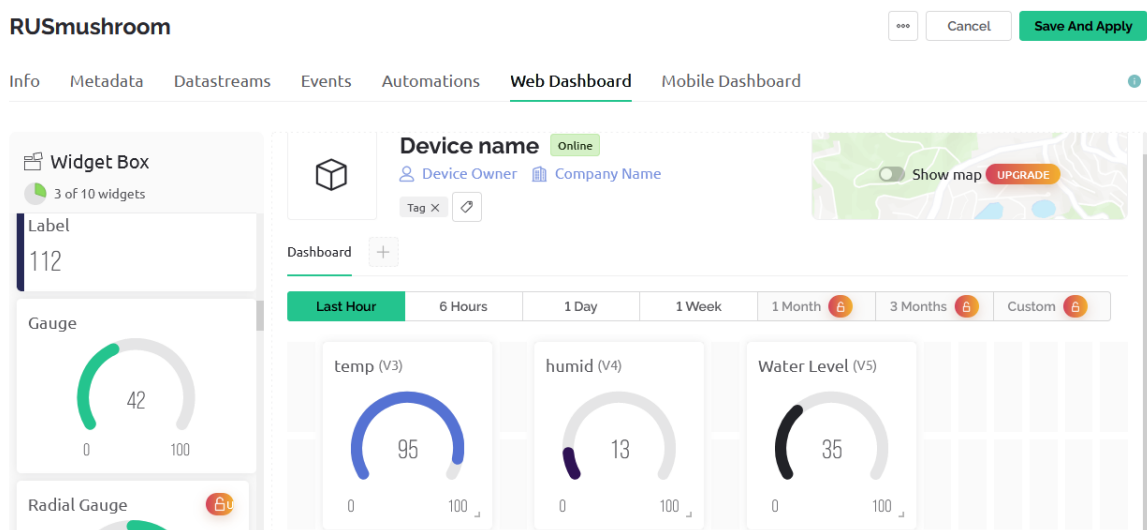 RUSmushroom
Cancel
Save And Apply
Info Metadata Datastreams Events Automations Web Dashboard Mobile Dashboard
Widget Box
3 of 10 widgets
Label
112
Gauge
42
0 100
Radial Gauge
Device name Online
Device Owner Company Name
Tag
Show map UPGRADE
Dashboard
Last Hour 6 Hours 1 Day 1 Week 1 Month 3 Months Custom
temp (V3)
95
0 100
humid (V4)
13
0 100
Water Level (V5)
35
0 100